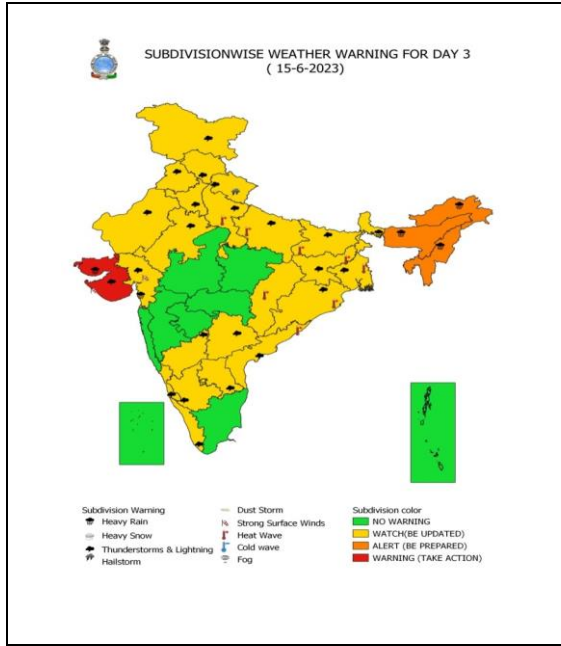 SUBDIVISIONWISE WEATHER WARNING FOR DAY 3
( 15-6-2023)
Subdivision Warning
Heavy Rain
Heavy Snow
Thunderstorms & Lightning
Hailstorm
Dust Storm
Strong Surface Winds
Heat Wave
Cold wave
Fog
Subdivision color
NO WARNING
WATCH(BE UPDATED)
ALERT (BE PREPARED)
WARNING (TAKE ACTION)